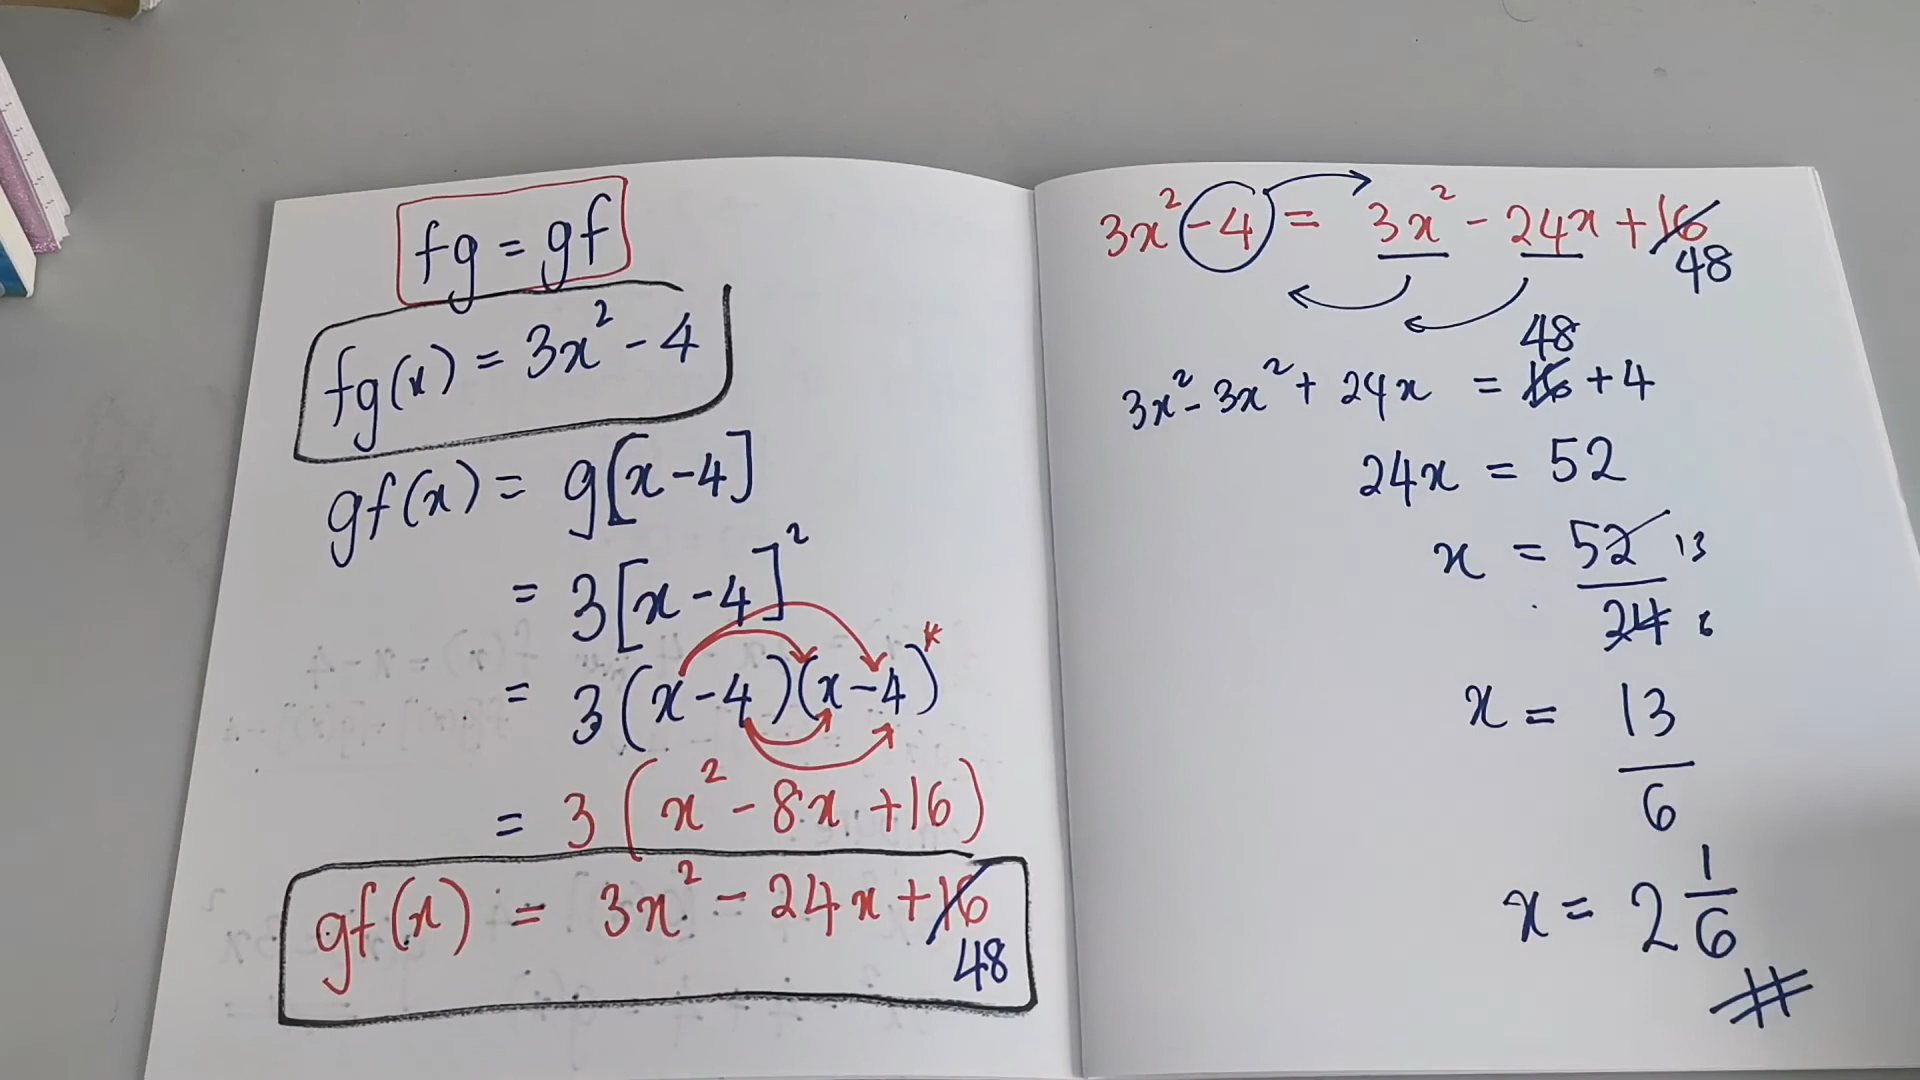 fg = gf
fg(x) = 3x² - 4
gf(x) = g[x-4]
= 3[x-4]²
= 3(x-4)(x-4) *
= 3(x² - 8x + 16)
gf(x) = 3x² - 24x + 16
48
3x² - 4 = 3x² - 24x + 16
48
48
3x² - 3x² + 24x = 16 + 4
24x = 52
x = 52/24 13 6
x = 13/6
x = 2 1/6